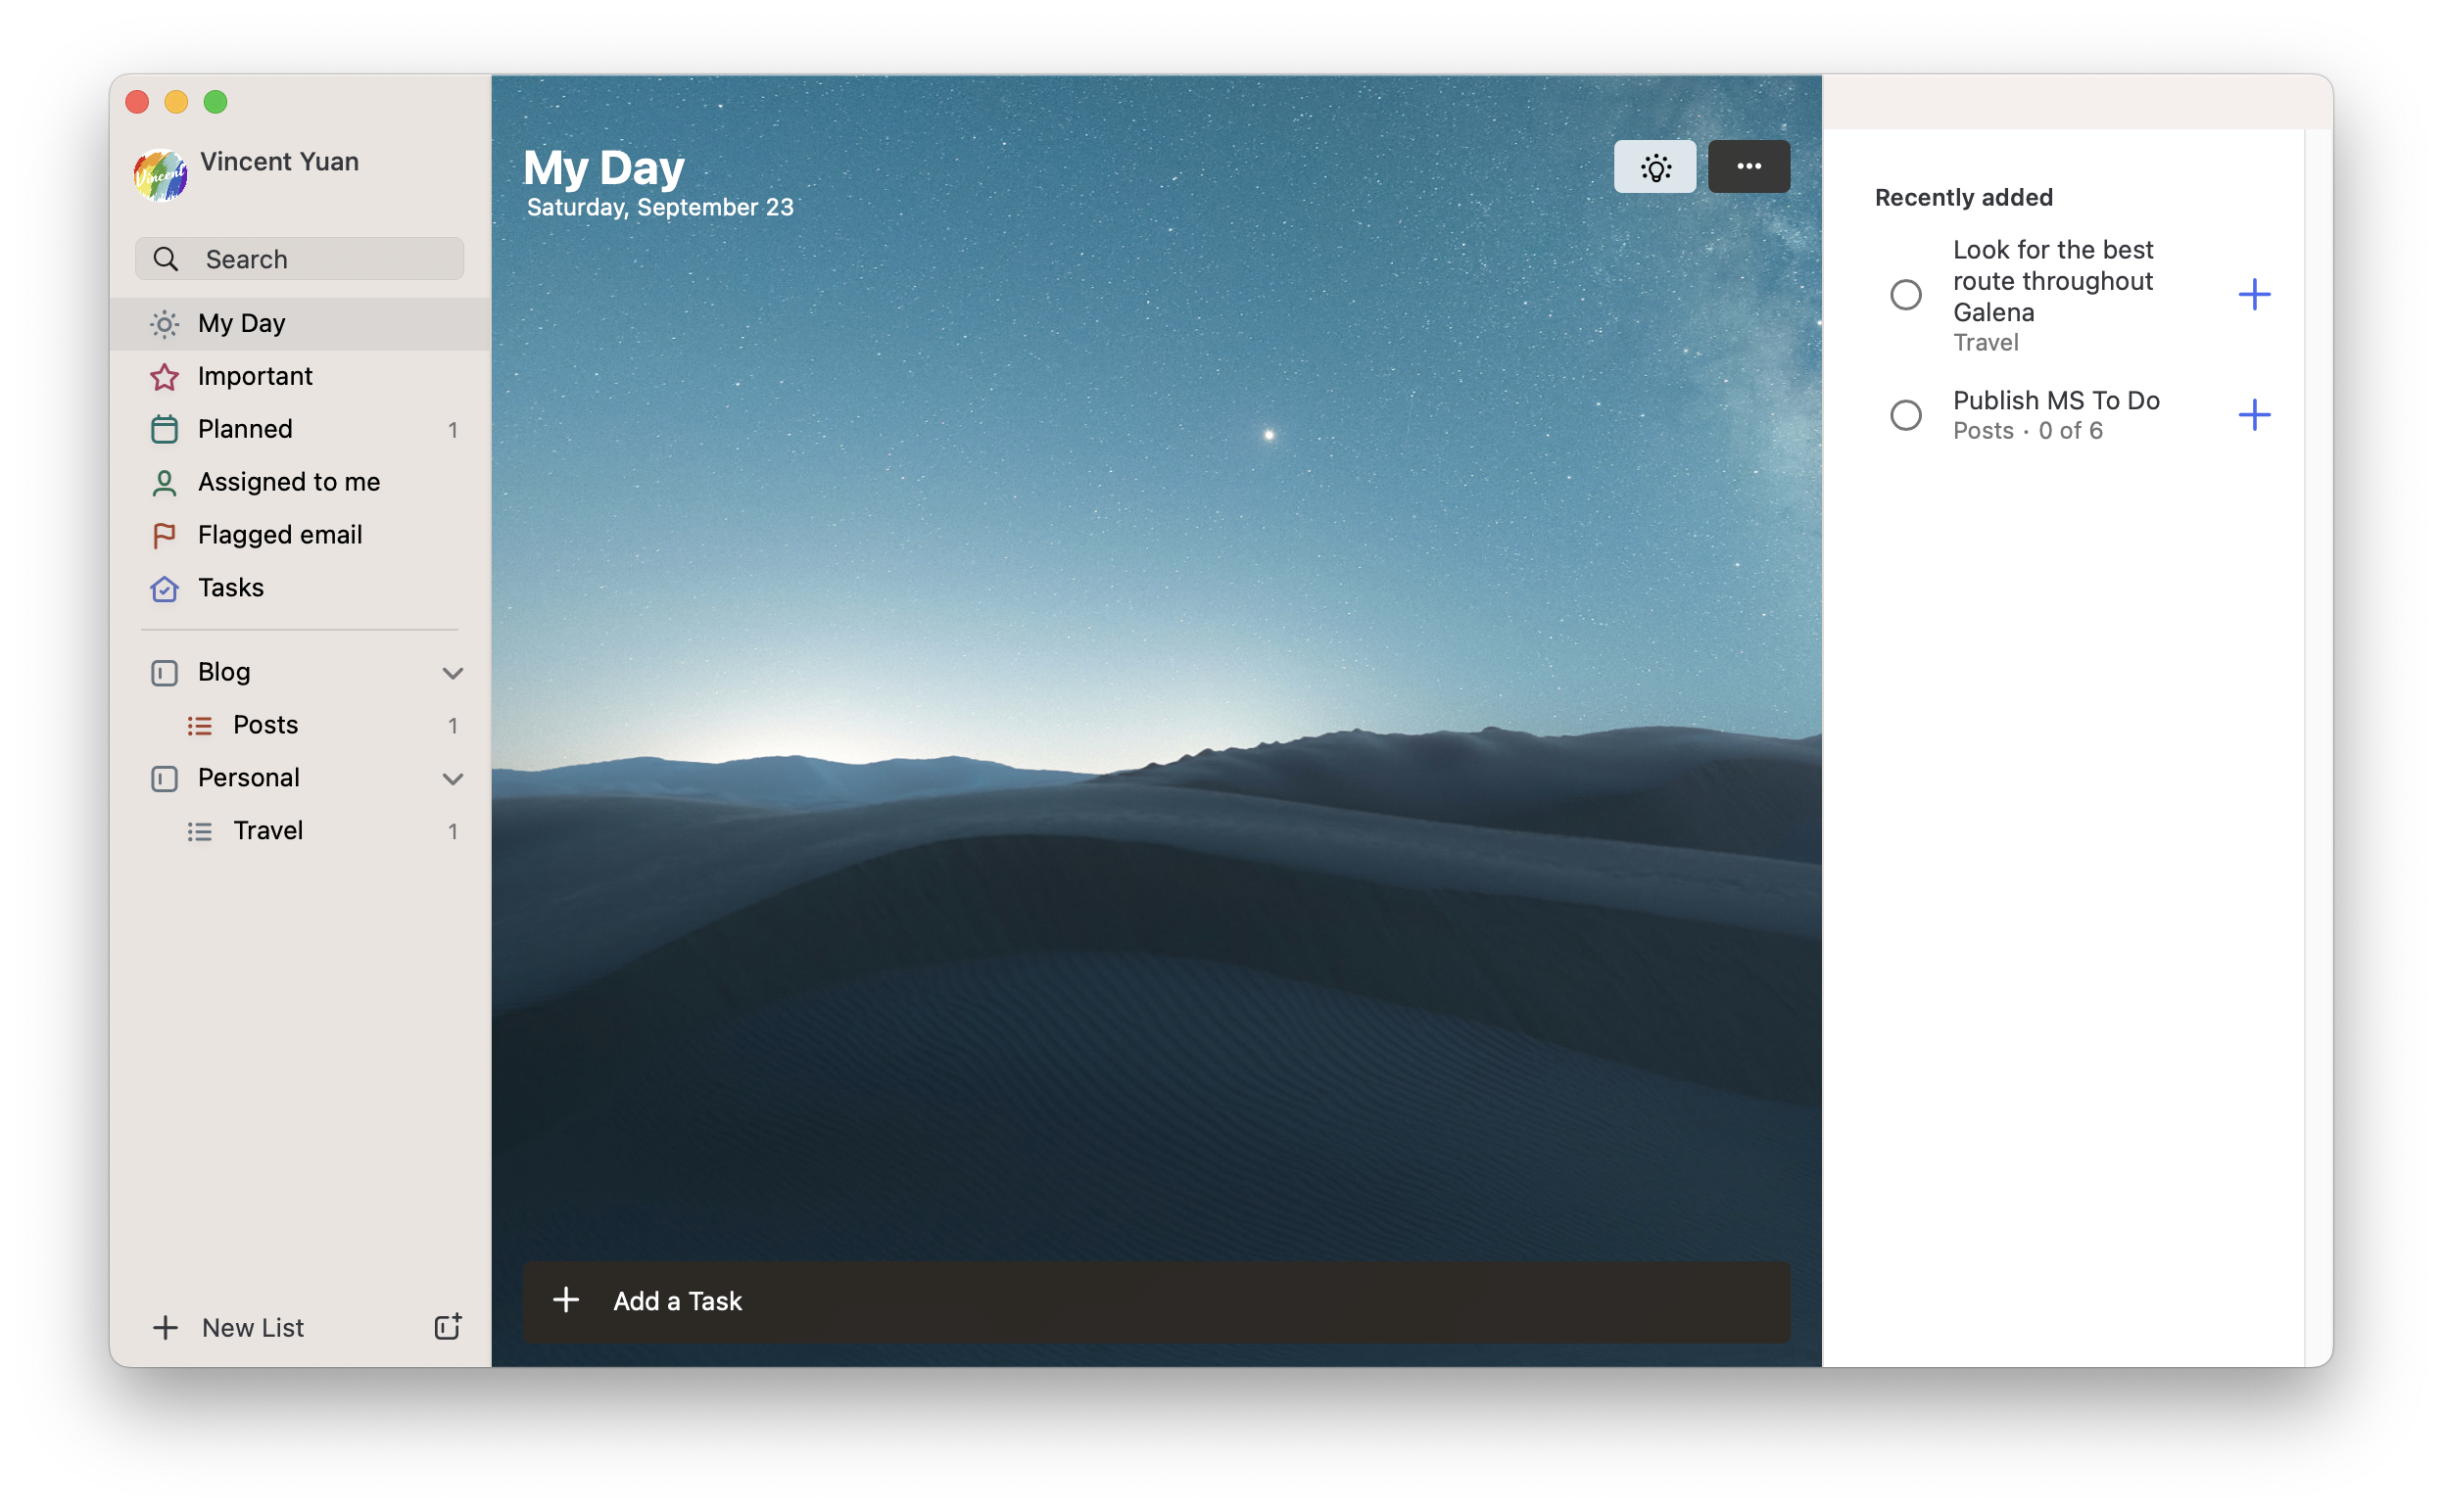 Vincent Yuan
Vincent
Search
My Day
Important
Planned 1
Assigned to me
Flagged email
Tasks
Blog
Posts 1
Personal
Travel 1
New List
My Day
Saturday, September 23
Add a Task
Recently added
Look for the best
route throughout
Galena
Travel
Publish MS To Do
Posts · 0 of 6